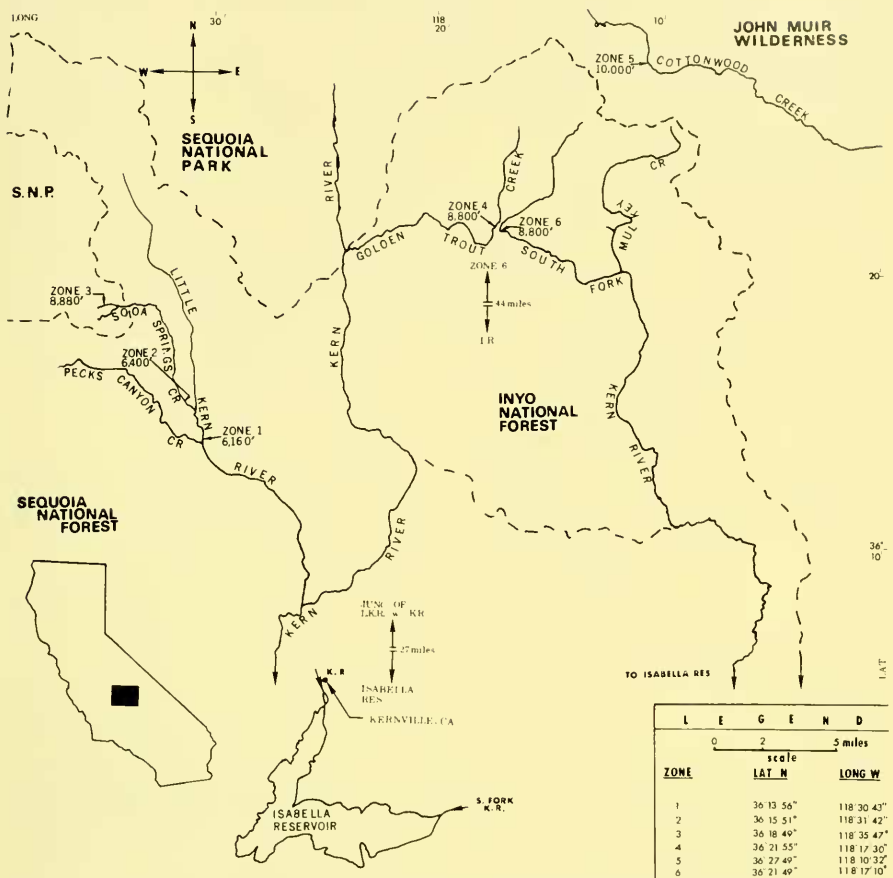 LONG
30'
118
20'
10'
JOHN MUIR
WILDERNESS
N
W E
S
ZONE 5
10,000'
COTTONWOOD
CREEK
SEQUOIA
NATIONAL
PARK
S.N.P.
RIVER
CREEK
CR
MULKEY
ZONE 4
8,800'
ZONE 6
8,800'
GOLDEN
TROUT
SOUTH
FORK
20'
ZONE 6
44 miles
I R
LITTLE
ZONE 3
8,880'
SODA
SPRINGS
CR
ZONE 2
6,400'
PECKS
CANYON
CR
KERN
ZONE 1
6,160'
RIVER
KERN
INYO
NATIONAL
FOREST
KERN
RIVER
SEQUOIA
NATIONAL
FOREST
RIVER
KERN
36°
10'
JUNC OF
LKR w KR
27 miles
ISABELLA
RES
K.R
KERNVILLE, CA
TO ISABELLA RES
LAT
S. FORK
K.R.
ISABELLA
RESERVOIR
LEGEND
0 2 5 miles
scale
ZONE LAT N LONG W
1 36°13'56" 118°30'43"
2 36°15'51" 118°31'42"
3 36°18'49" 118°35'47"
4 36°21'55" 118°17'30"
5 36°27'49" 118°10'32"
6 36°21'49" 118°17'10"